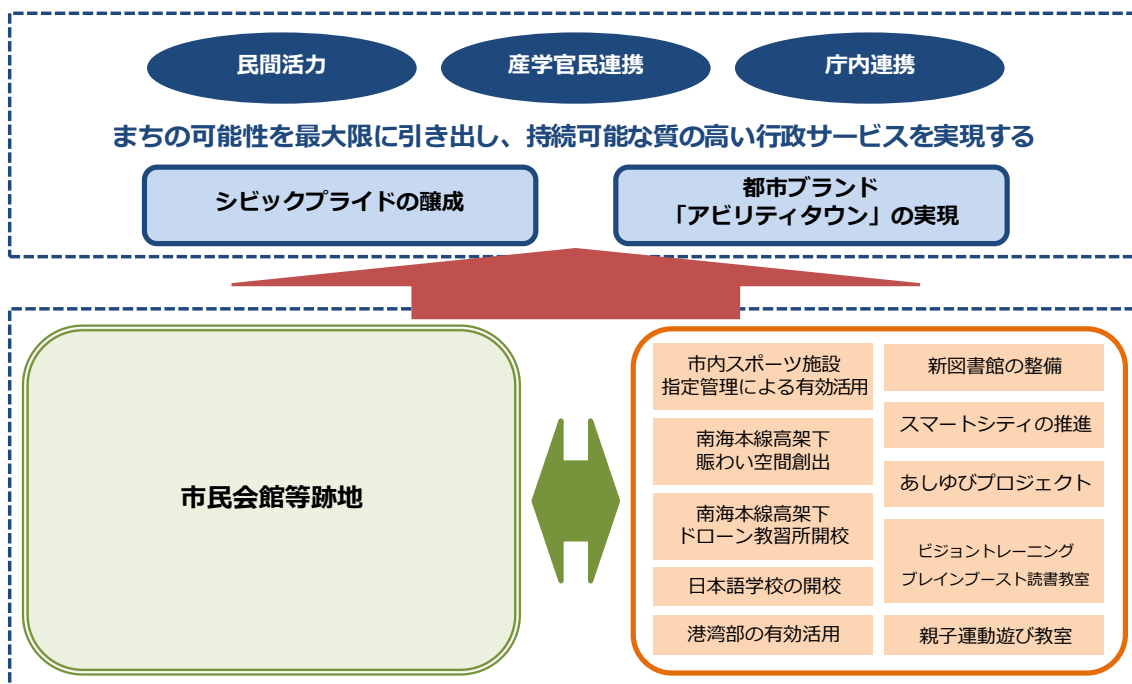 民間活力
産学官民連携
庁内連携
まちの可能性を最大限に引き出し、持続可能な質の高い行政サービスを実現する
シビックプライドの醸成
都市ブランド
「アビリティタウン」の実現
市民会館等跡地
市内スポーツ施設
指定管理による有効活用
南海本線高架下
賑わい空間創出
南海本線高架下
ドローン教習所開校
日本語学校の開校
港湾部の有効活用
新図書館の整備
スマートシティの推進
あしゆびプロジェクト
ビジョントレーニング
ブレインブースト読書教室
親子運動遊び教室